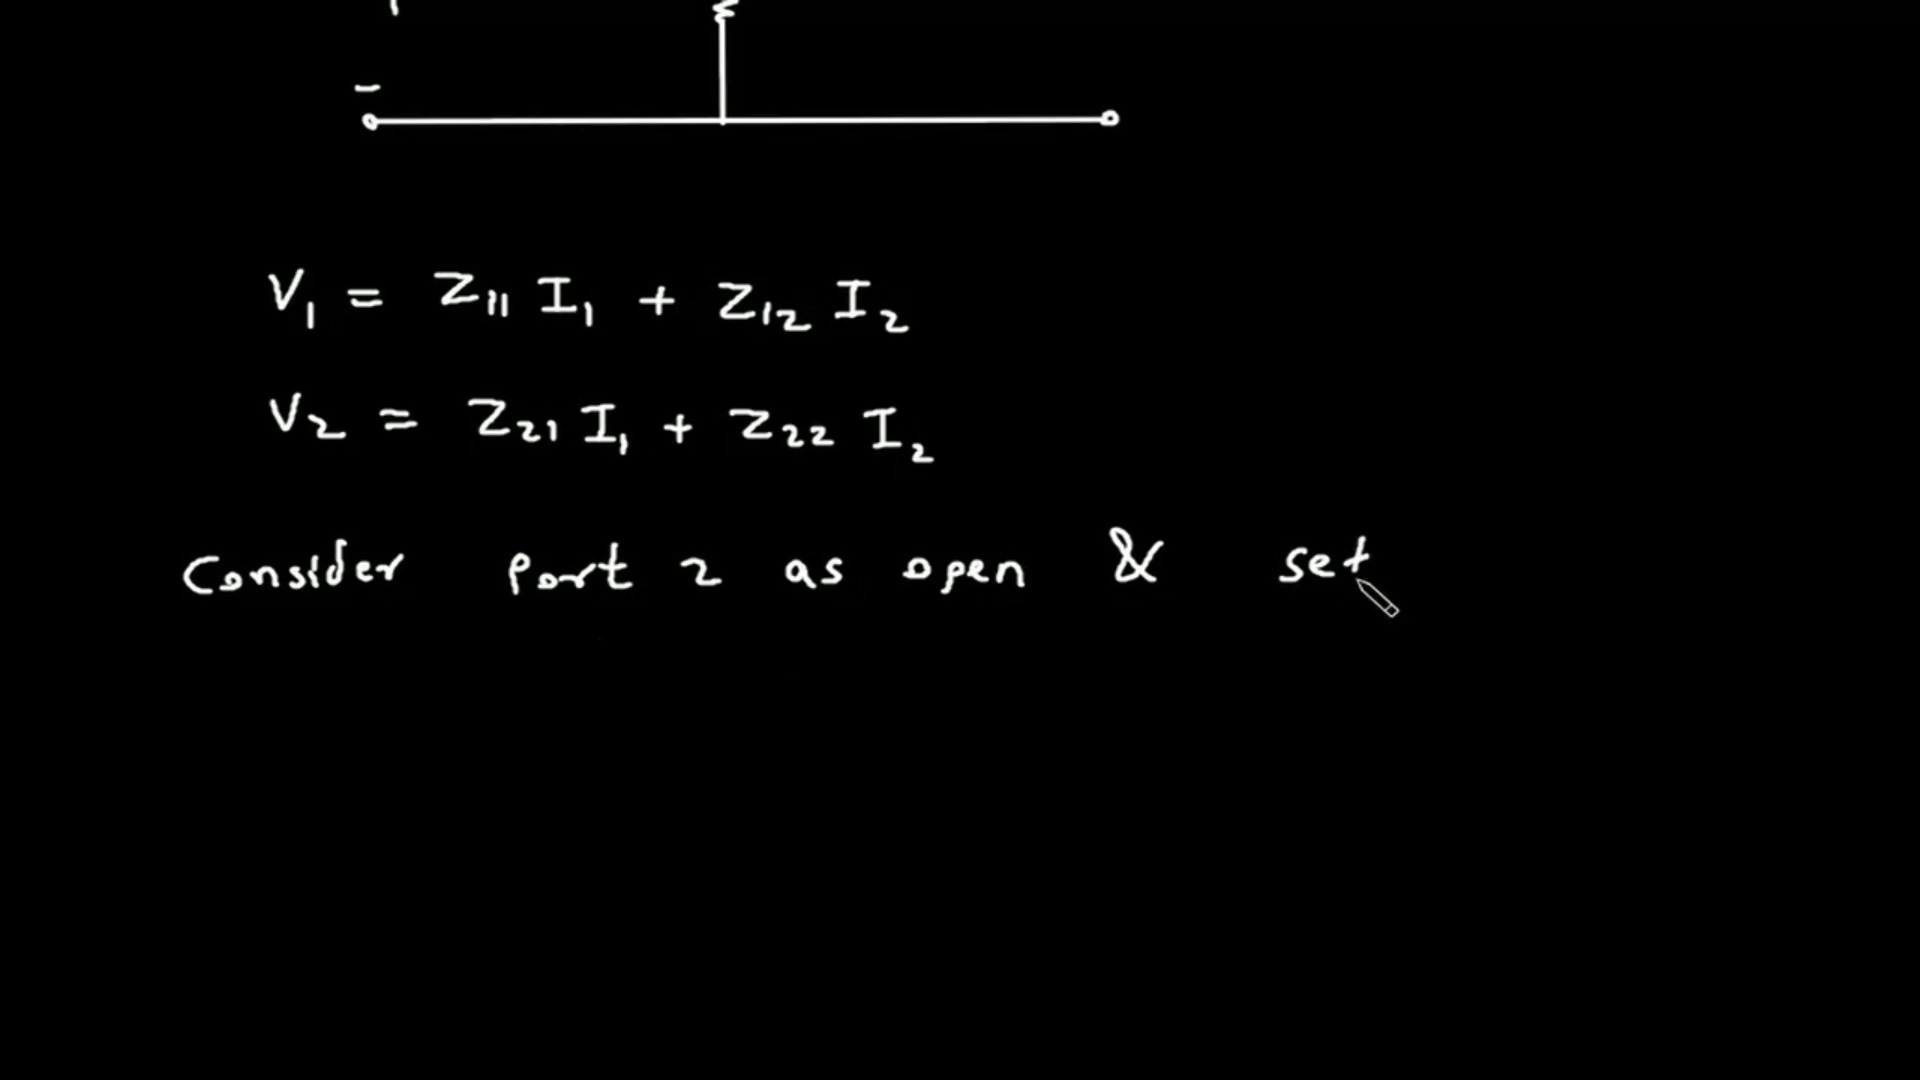 V₁ = Z₁₁ I₁ + Z₁₂ I₂
V₂ = Z₂₁ I₁ + Z₂₂ I₂
Consider Port 2 as open & set